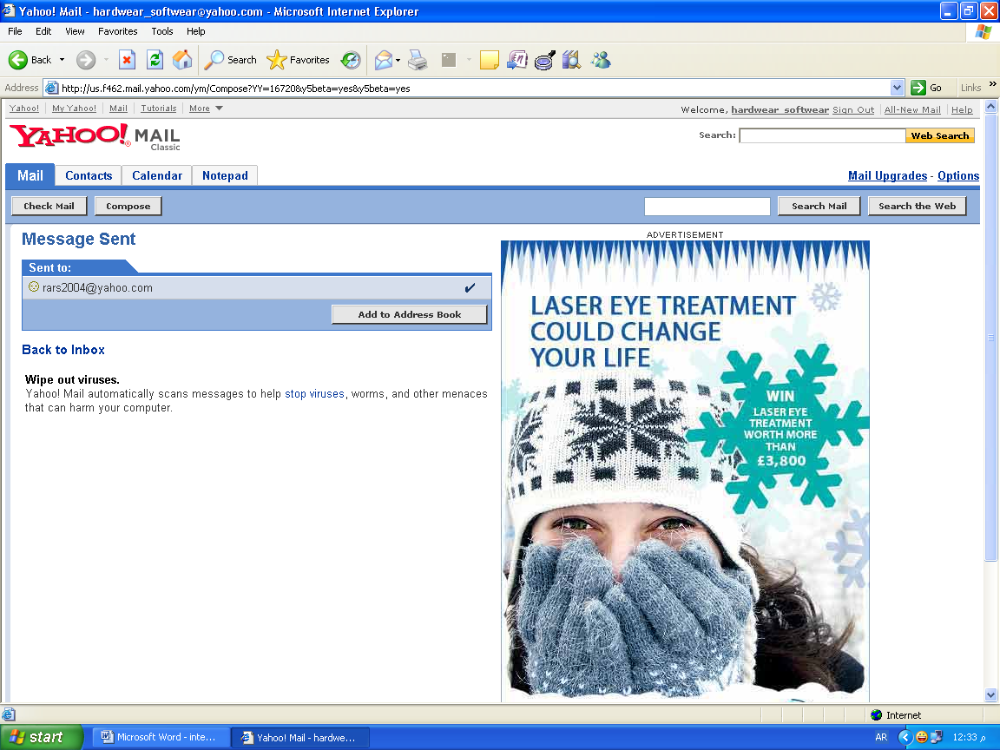 Yahoo! Mail - hardwear_softwear@yahoo.com - Microsoft Internet Explorer
File Edit View Favorites Tools Help
Back Search Favorites
Address http://us.f462.mail.yahoo.com/ym/Compose?YY=16720&y5beta=yes&y5beta=yes Go Links »
Yahoo! My Yahoo! Mail Tutorials More
Welcome, hardwear_softwear Sign Out All-New Mail Help
YAHOO!® MAIL
Classic
Search: Web Search
Mail Contacts Calendar Notepad
Mail Upgrades - Options
Check Mail Compose Search Mail Search the Web
Message Sent
Sent to:
rars2004@yahoo.com
Add to Address Book
Back to Inbox
Wipe out viruses.
Yahoo! Mail automatically scans messages to help stop viruses, worms, and other menaces
that can harm your computer.
ADVERTISEMENT
LASER EYE TREATMENT
COULD CHANGE
YOUR LIFE
WIN
LASER EYE
TREATMENT
WORTH MORE
THAN
£3,800
Internet
start Microsoft Word - inte... Yahoo! Mail - hardwe... AR 12:33 م